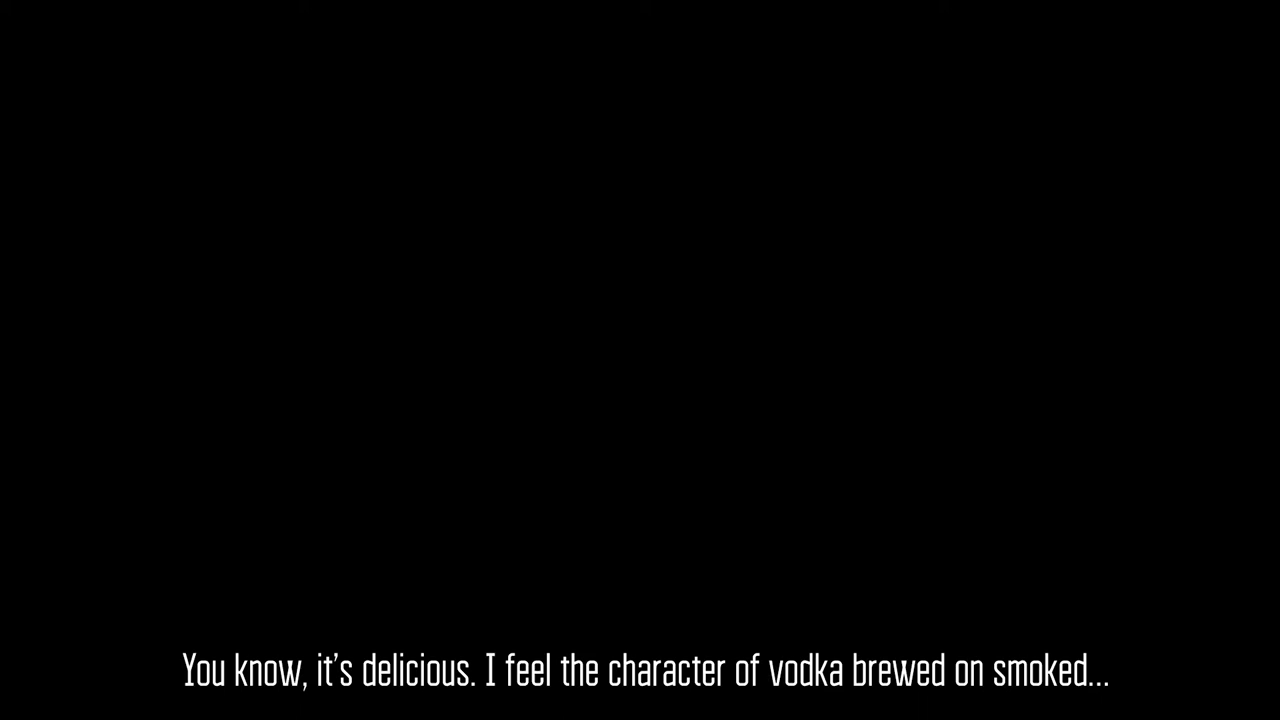 You know, it's delicious. I feel the character of vodka brewed on smoked...